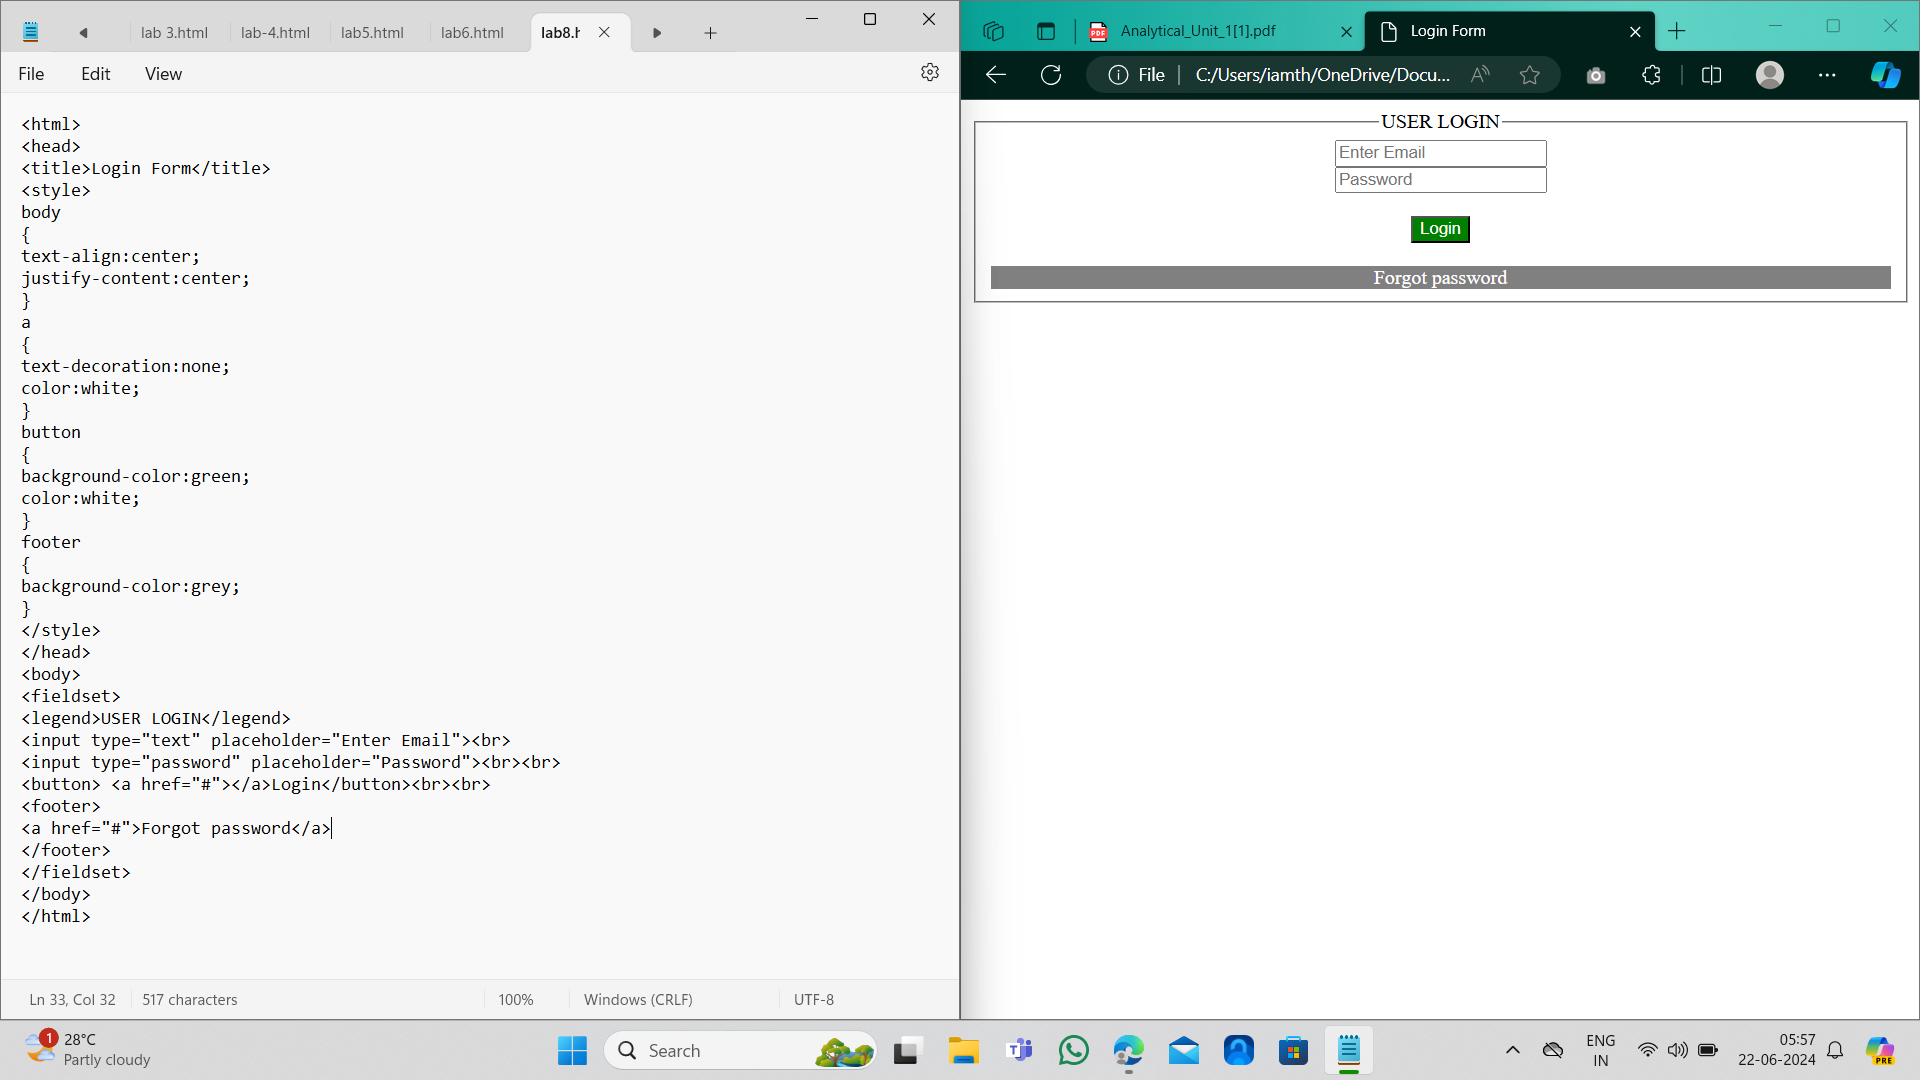 lab 3.html
lab-4.html
lab5.html
lab6.html
lab8.h
File
Edit
View
<html>
<head>
<title>Login Form</title>
<style>
body
{
text-align:center;
justify-content:center;
}
a
{
text-decoration:none;
color:white;
}
button
{
background-color:green;
color:white;
}
footer
{
background-color:grey;
}
</style>
</head>
<body>
<fieldset>
<legend>USER LOGIN</legend>
<input type="text" placeholder="Enter Email"><br>
<input type="password" placeholder="Password"><br><br>
<button> <a href="#"></a>Login</button><br><br>
<footer>
<a href="#">Forgot password</a>
</footer>
</fieldset>
</body>
</html>
Ln 33, Col 32
517 characters
100%
Windows (CRLF)
UTF-8
PDF
Analytical_Unit_1[1].pdf
Login Form
File
C:/Users/iamth/OneDrive/Docu...
USER LOGIN
Enter Email
Password
Login
Forgot password
1
28°C
Partly cloudy
Search
ENG
IN
05:57
22-06-2024
PRE